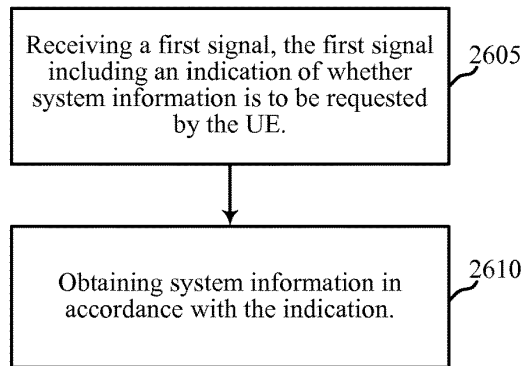 Receiving a first signal, the first signal
including an indication of whether
system information is to be requested
by the UE.
2605
Obtaining system information in
accordance with the indication.
2610